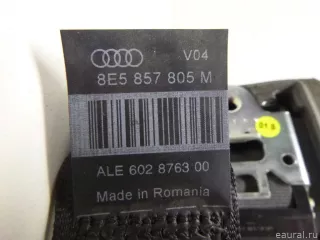 V04
8E5 857 805 M
ALE 602 8763 00
Made in Romania
eaural.ru